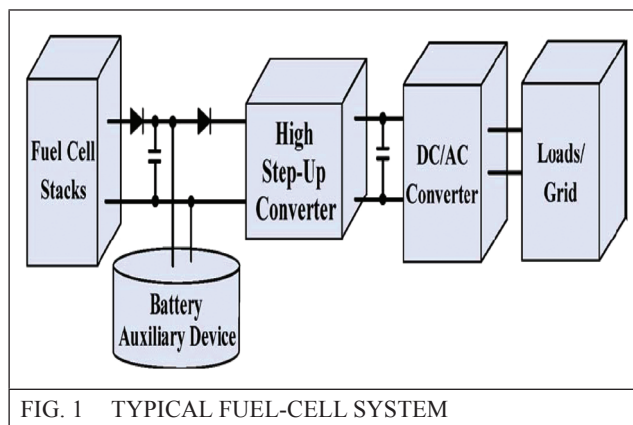 Fuel Cell
Stacks
High
Step-Up
Converter
DC/AC
Converter
Loads/
Grid
Battery
Auxiliary Device
FIG. 1 TYPICAL FUEL-CELL SYSTEM